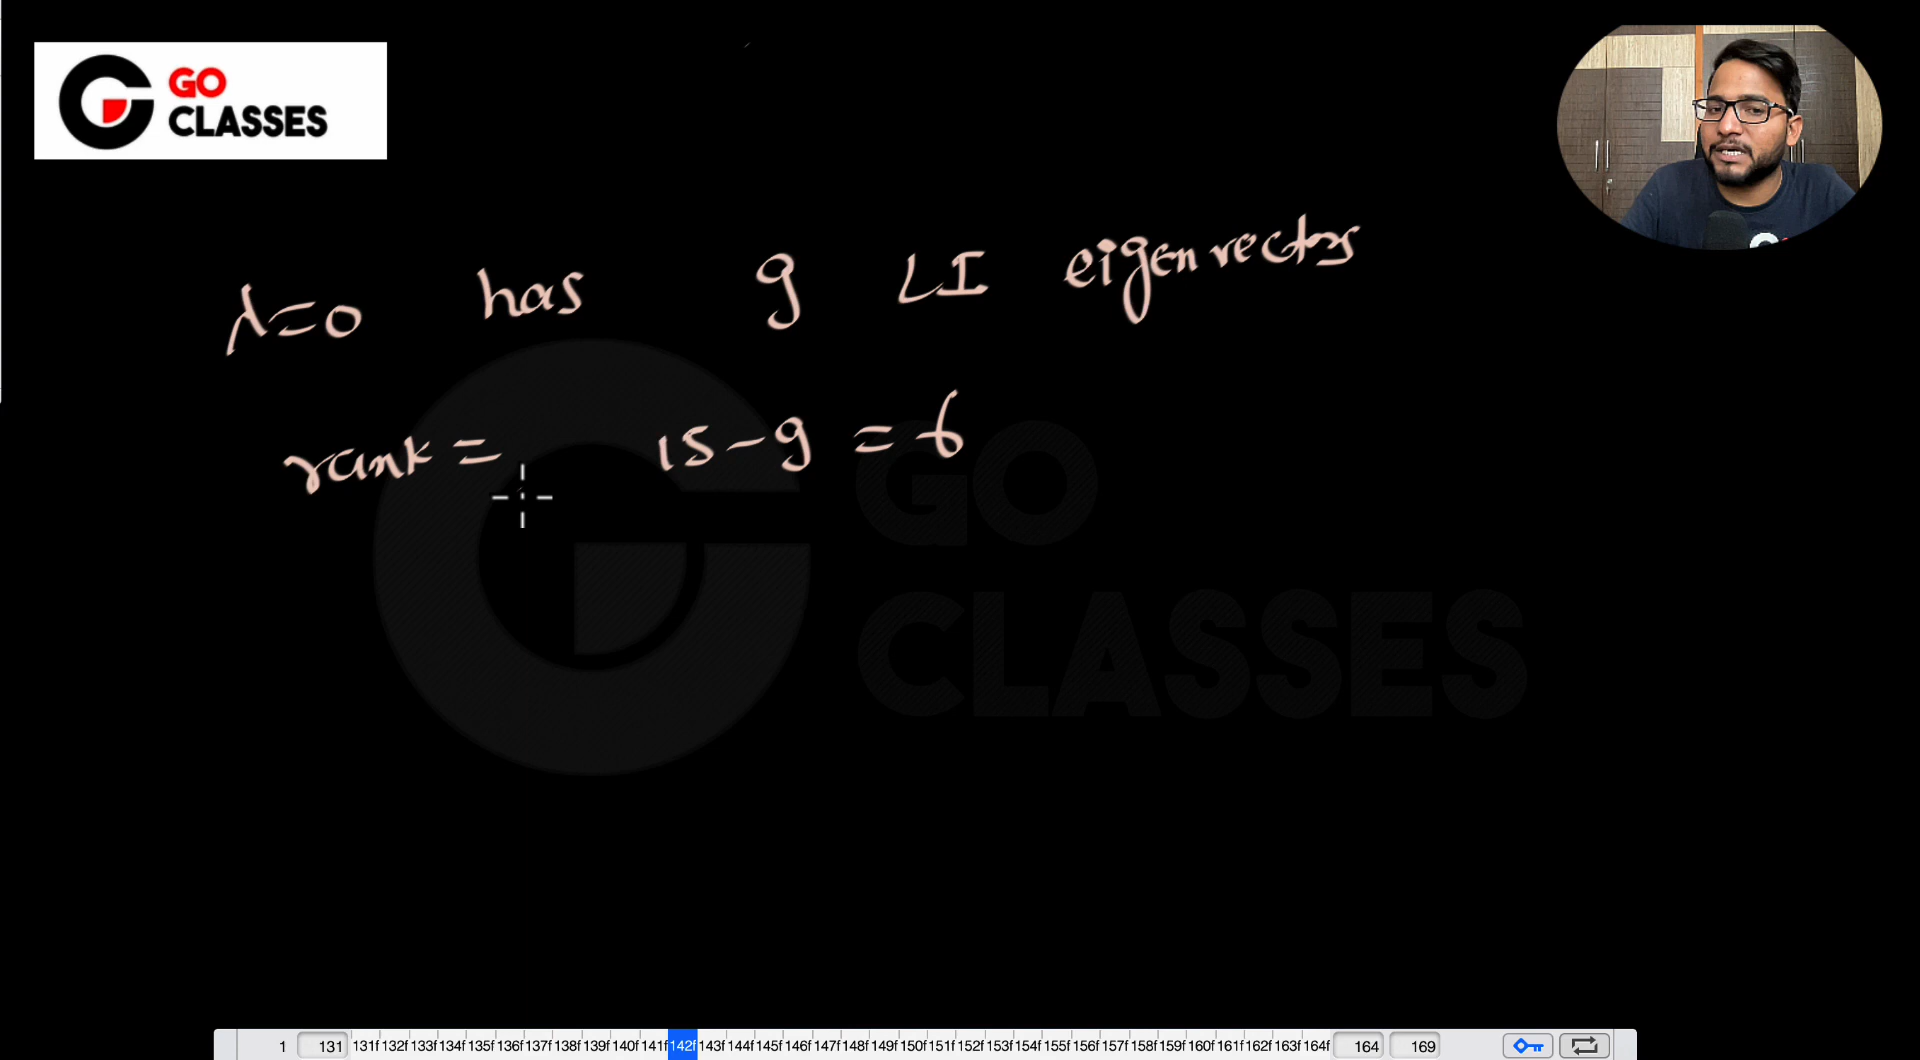 GO
CLASSES
λ=0 has 9 LI eigenvectors
rank = 15-9 = 6
GO
CLASSES
1 131 131f 132f 133f 134f 135f 136f 137f 138f 139f 140f 141f 142f 143f 144f 145f 146f 147f 148f 149f 150f 151f 152f 153f 154f 155f 156f 157f 158f 159f 160f 161f 162f 163f 164f 164 169